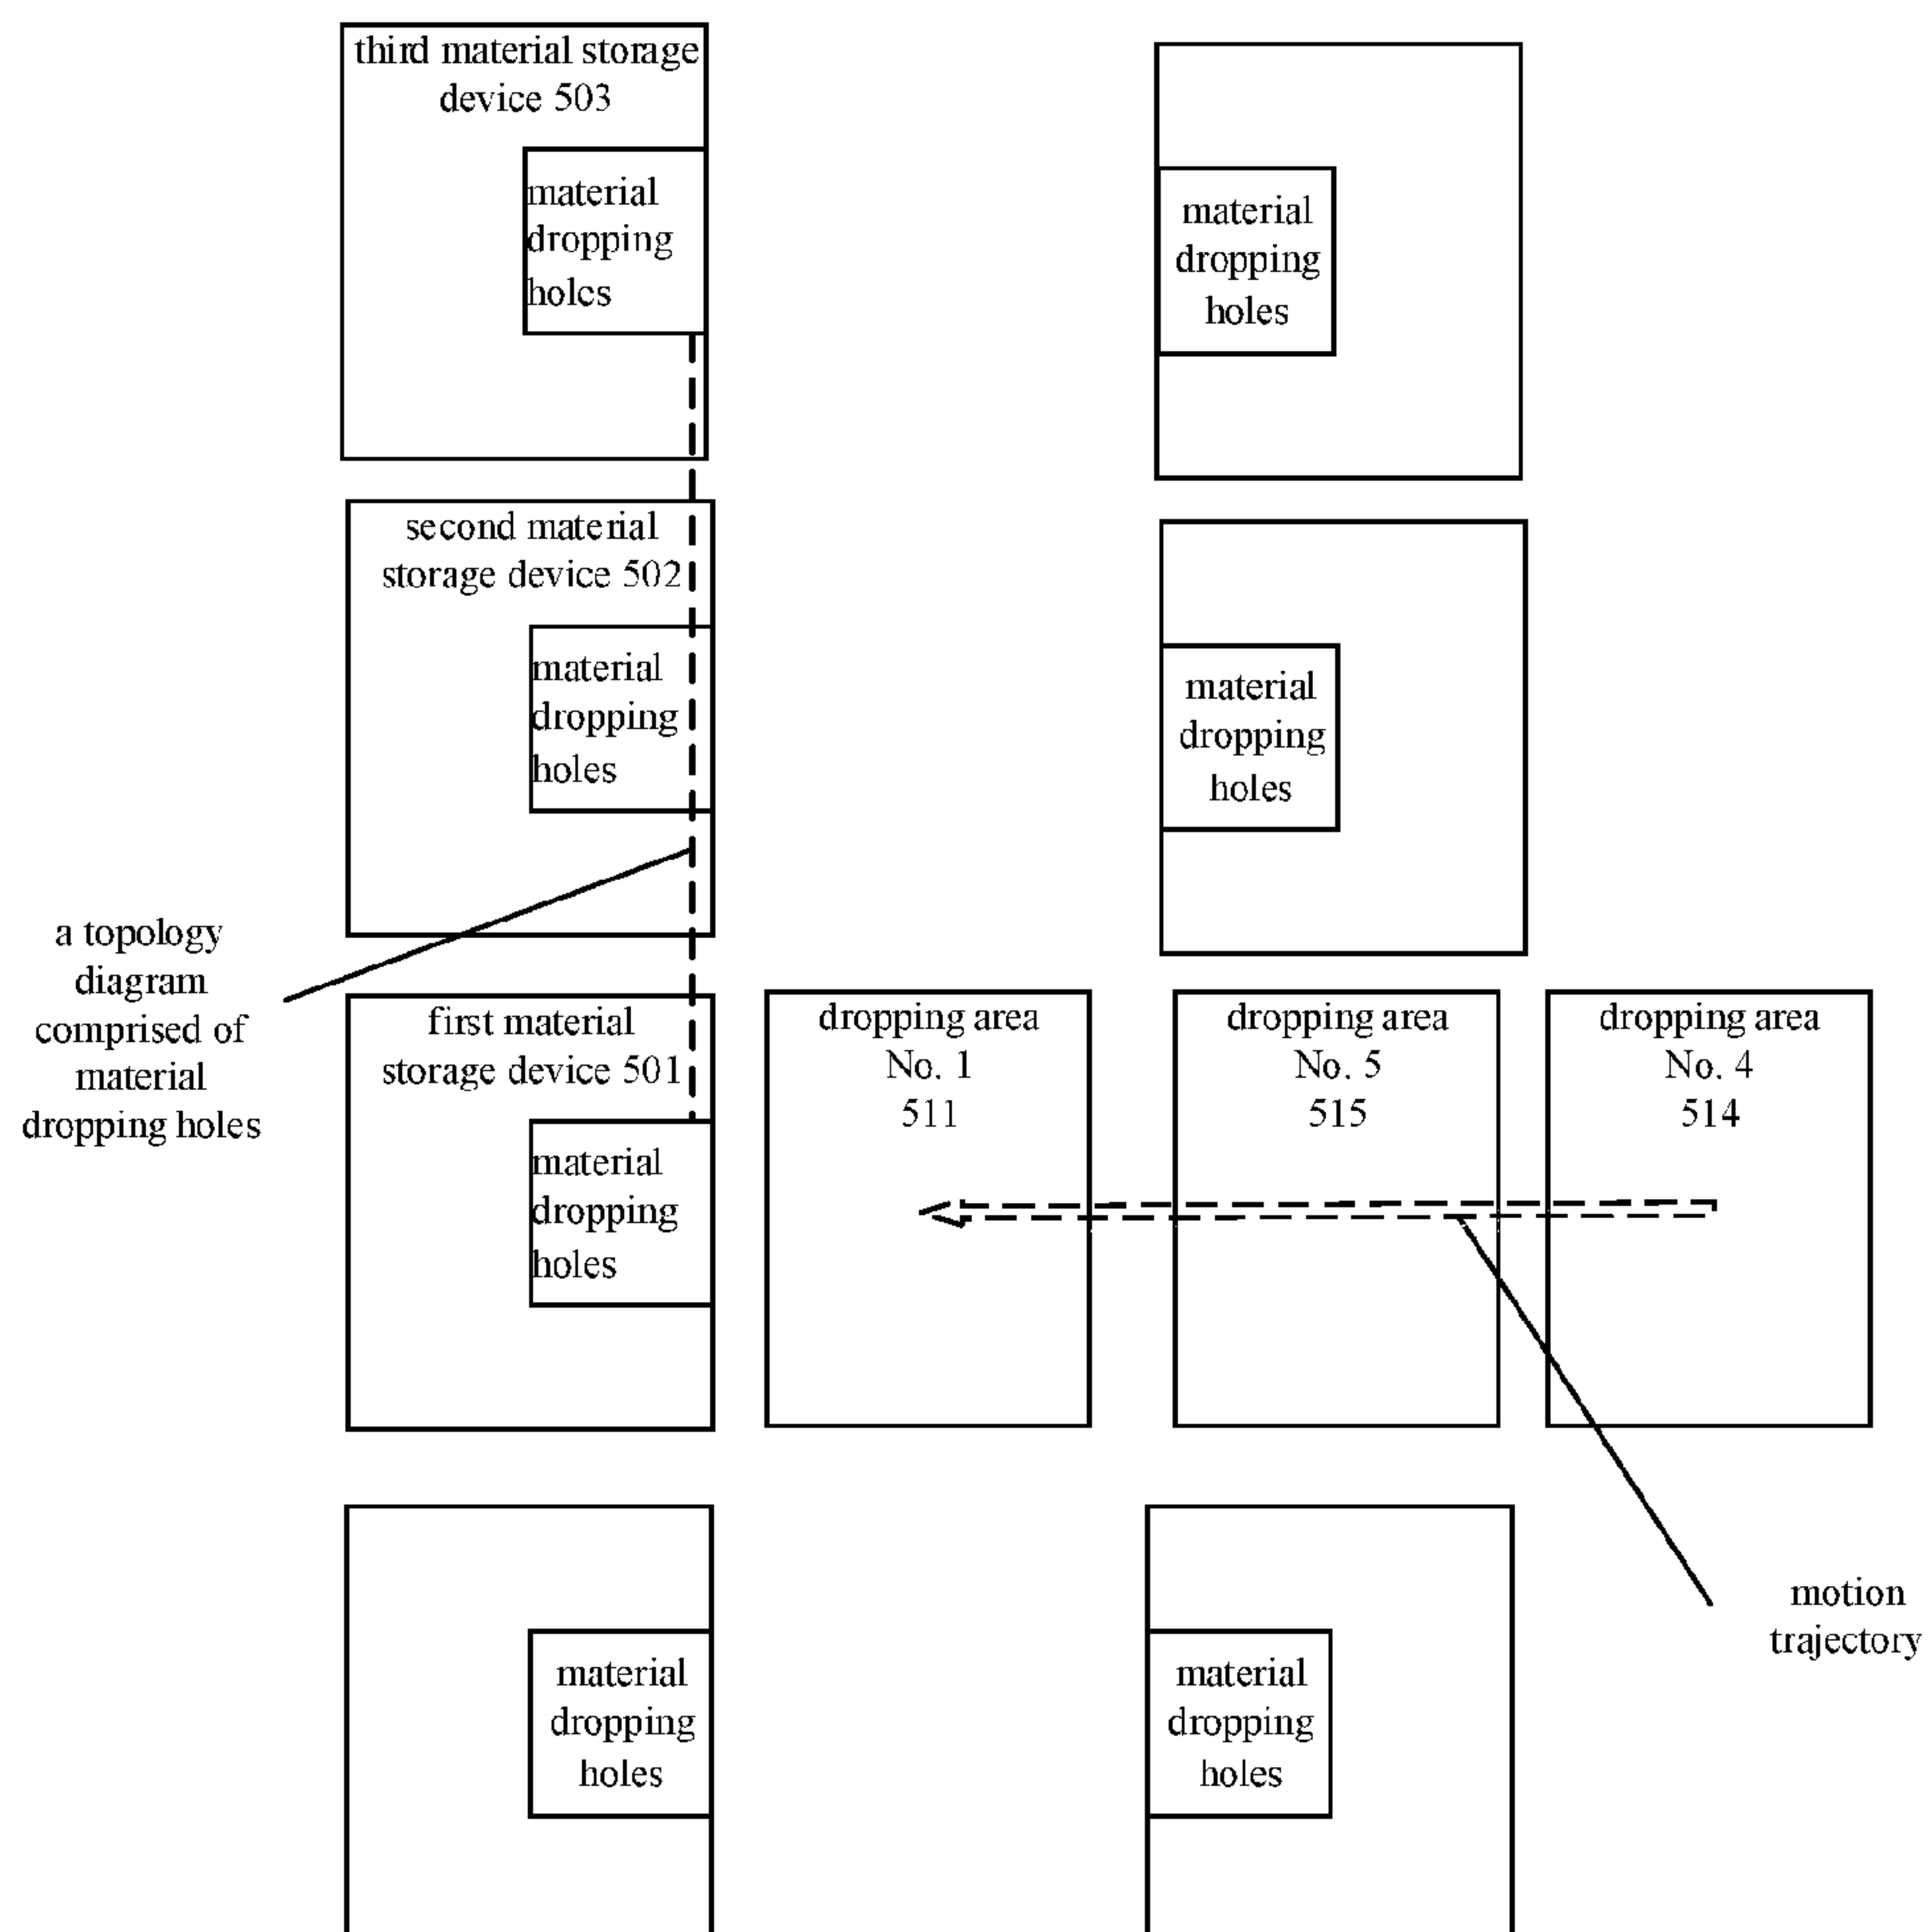 third material storage
device 503
material
dropping
holes
material
dropping
holes
second material
storage device 502
material
dropping
holes
material
dropping
holes
a topology
diagram
comprised of
material
dropping holes
first material
storage device 501
material
dropping
holes
dropping area
No. 1
511
dropping area
No. 5
515
dropping area
No. 4
514
motion
trajectory
material
dropping
holes
material
dropping
holes